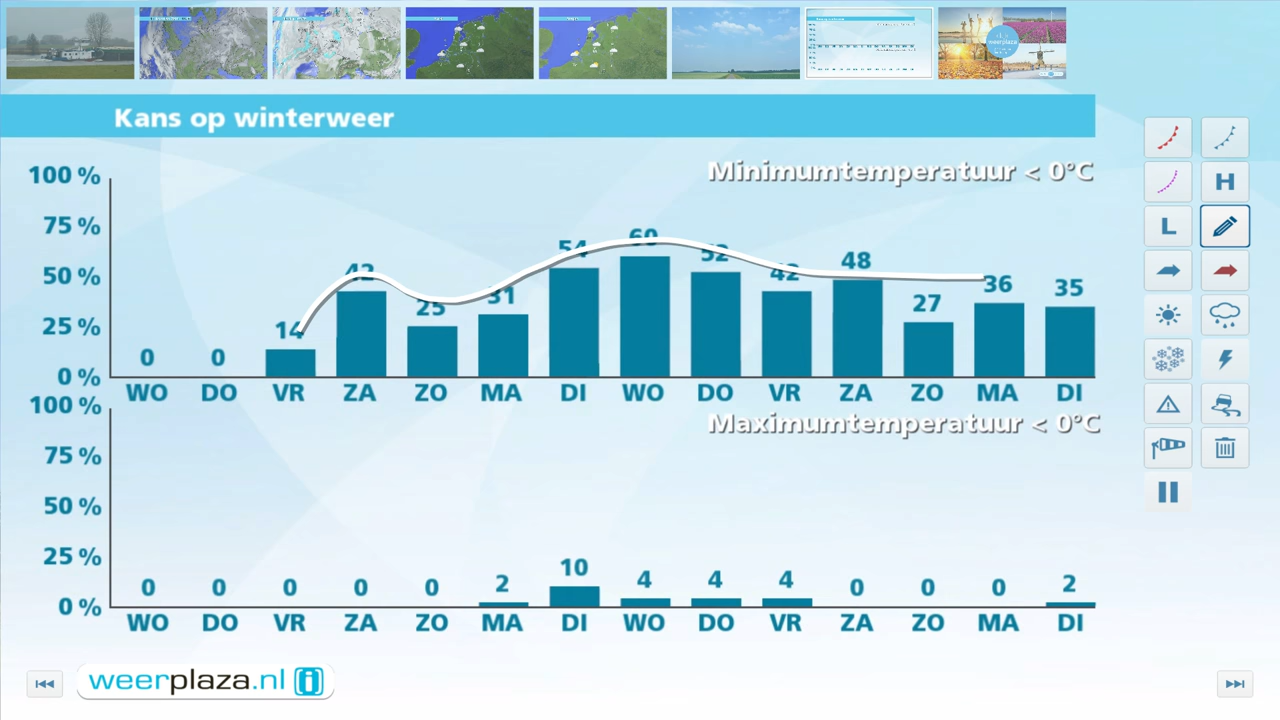 Kans op winterweer
Minimumtemperatuur < 0°C
100 %
75 %
50 %
25 %
0 %
0 0 14 42 25 31 54 60 52 42 48 27 36 35
WO DO VR ZA ZO MA DI WO DO VR ZA ZO MA DI
Maximumtemperatuur < 0°C
100 %
75 %
50 %
25 %
0 %
0 0 0 0 0 2 10 4 4 4 0 0 0 2
WO DO VR ZA ZO MA DI WO DO VR ZA ZO MA DI
H
L
weerplaza.nl i